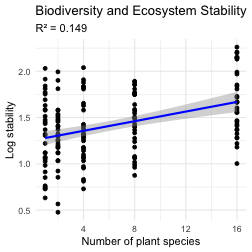 Biodiversity and Ecosystem Stability
R² = 0.149
Log stability
2.0
1.5
1.0
0.5
4
8
12
16
Number of plant species